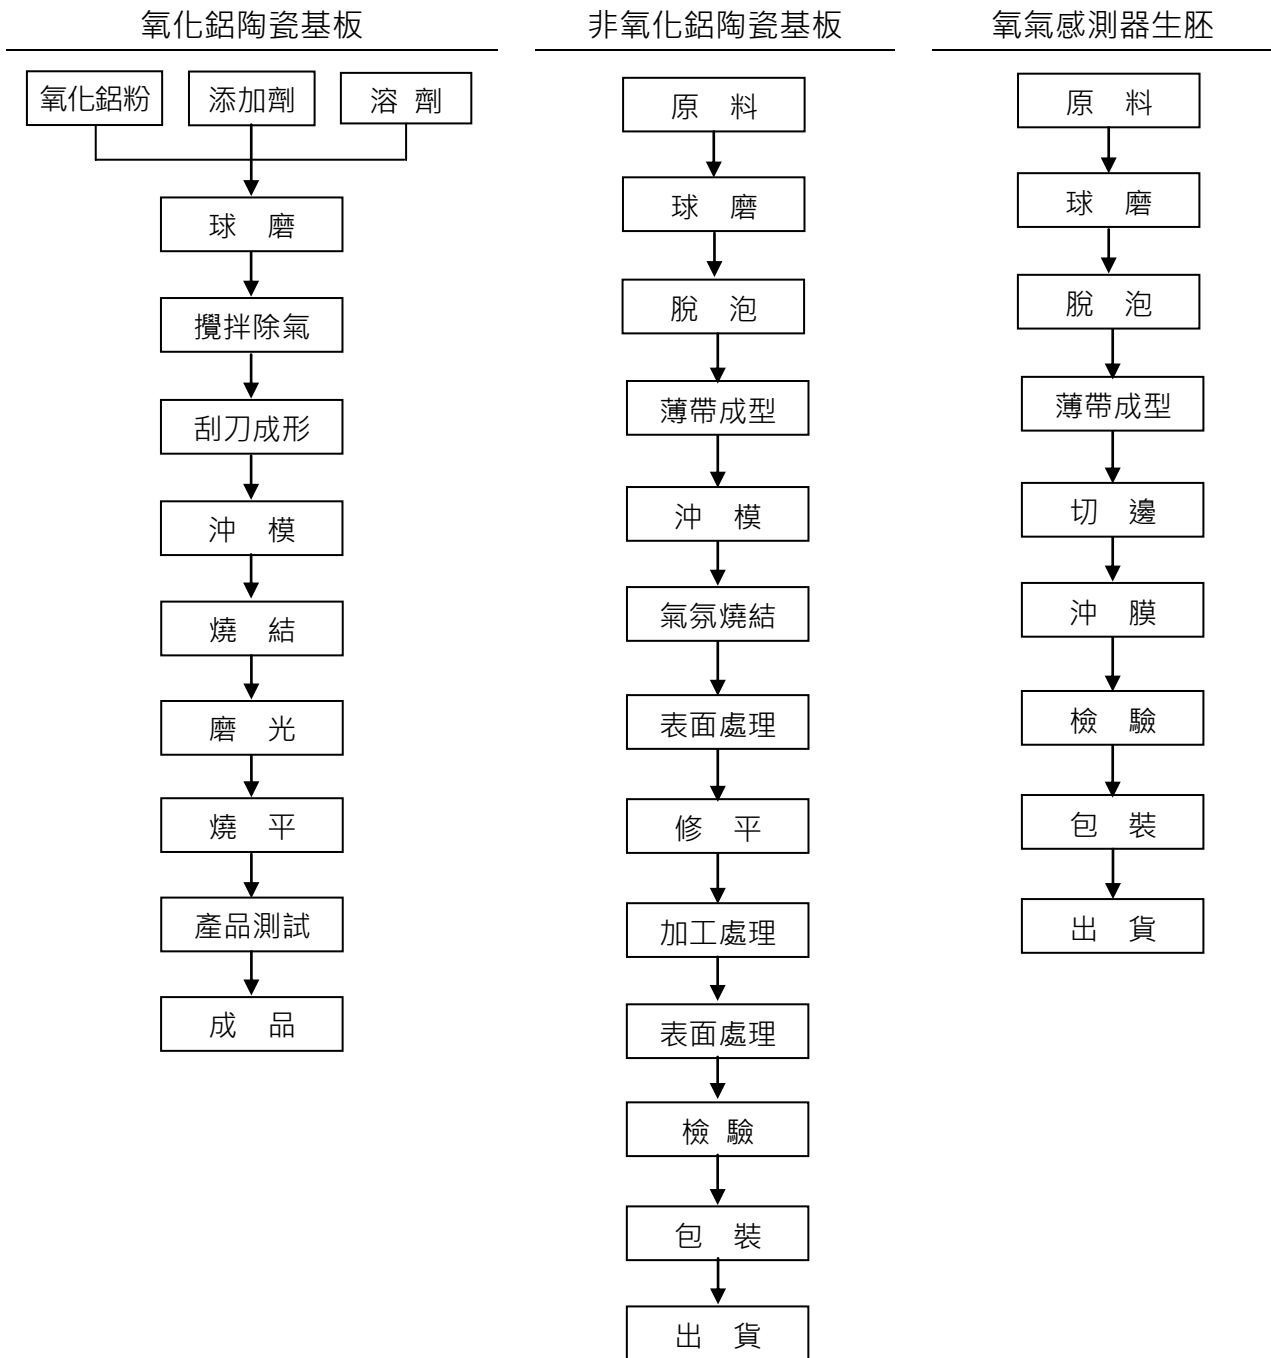 氧化鋁陶瓷基板
氧化鋁粉
添加劑
溶 劑
球 磨
攪拌除氣
刮刀成形
沖 模
燒 結
磨 光
燒 平
產品測試
成 品
非氧化鋁陶瓷基板
原 料
球 磨
脫 泡
薄帶成型
沖 模
氣氛燒結
表面處理
修 平
加工處理
表面處理
檢 驗
包 裝
出 貨
氧氣感測器生胚
原 料
球 磨
脫 泡
薄帶成型
切 邊
沖 膜
檢 驗
包 裝
出 貨